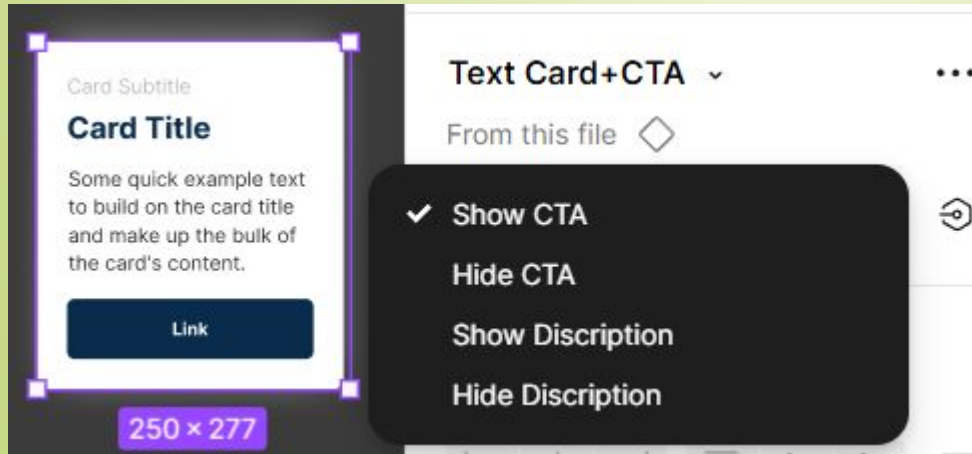 Card Subtitle
Card Title
Some quick example text
to build on the card title
and make up the bulk of
the card's content.
Link
250 × 277
Text Card+CTA
From this file
Show CTA
Hide CTA
Show Discription
Hide Discription